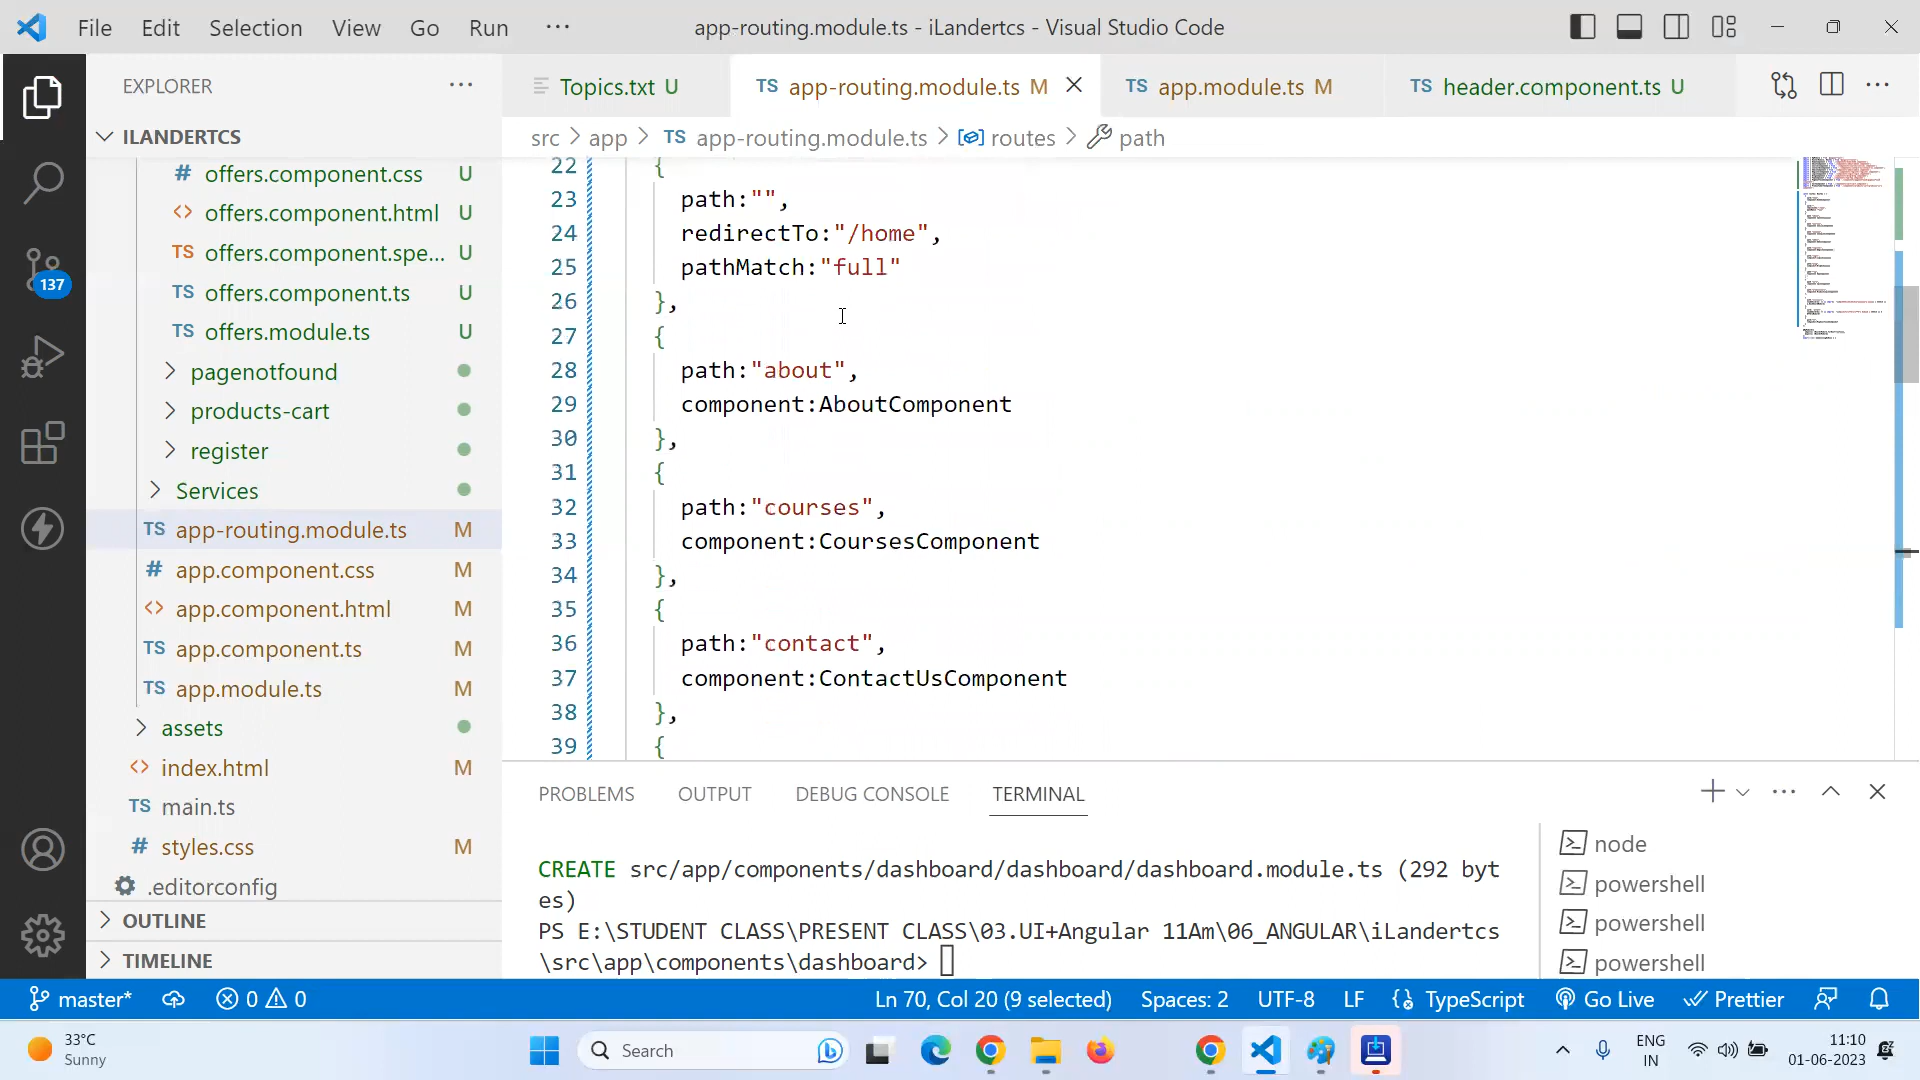 File Edit Selection View Go Run ··· app-routing.module.ts - iLandertcs - Visual Studio Code
EXPLORER ···
Topics.txt U TS app-routing.module.ts M TS app.module.ts M TS header.component.ts U ···
ILANDERTCS
src > app > TS app-routing.module.ts > routes > path
# offers.component.css U
<> offers.component.html U
TS offers.component.spe... U
TS offers.component.ts U
TS offers.module.ts U
pagenotfound
products-cart
register
Services
TS app-routing.module.ts M
# app.component.css M
<> app.component.html M
TS app.component.ts M
TS app.module.ts M
assets
<> index.html M
TS main.ts
# styles.css M
.editorconfig
OUTLINE
TIMELINE
137
22 {
23 path:"",
24 redirectTo:"/home",
25 pathMatch:"full"
26 },
27 {
28 path:"about",
29 component:AboutComponent
30 },
31 {
32 path:"courses",
33 component:CoursesComponent
34 },
35 {
36 path:"contact",
37 component:ContactUsComponent
38 },
39 {
PROBLEMS OUTPUT DEBUG CONSOLE TERMINAL
CREATE src/app/components/dashboard/dashboard/dashboard.module.ts (292 byt
es)
PS E:\STUDENT CLASS\PRESENT CLASS\03.UI+Angular 11Am\06_ANGULAR\iLandertcs
\src\app\components\dashboard>
node
powershell
powershell
powershell
master* 0 0 Ln 70, Col 20 (9 selected) Spaces: 2 UTF-8 LF TypeScript Go Live Prettier
33°C
Sunny
Search
ENG
IN
11:10
01-06-2023